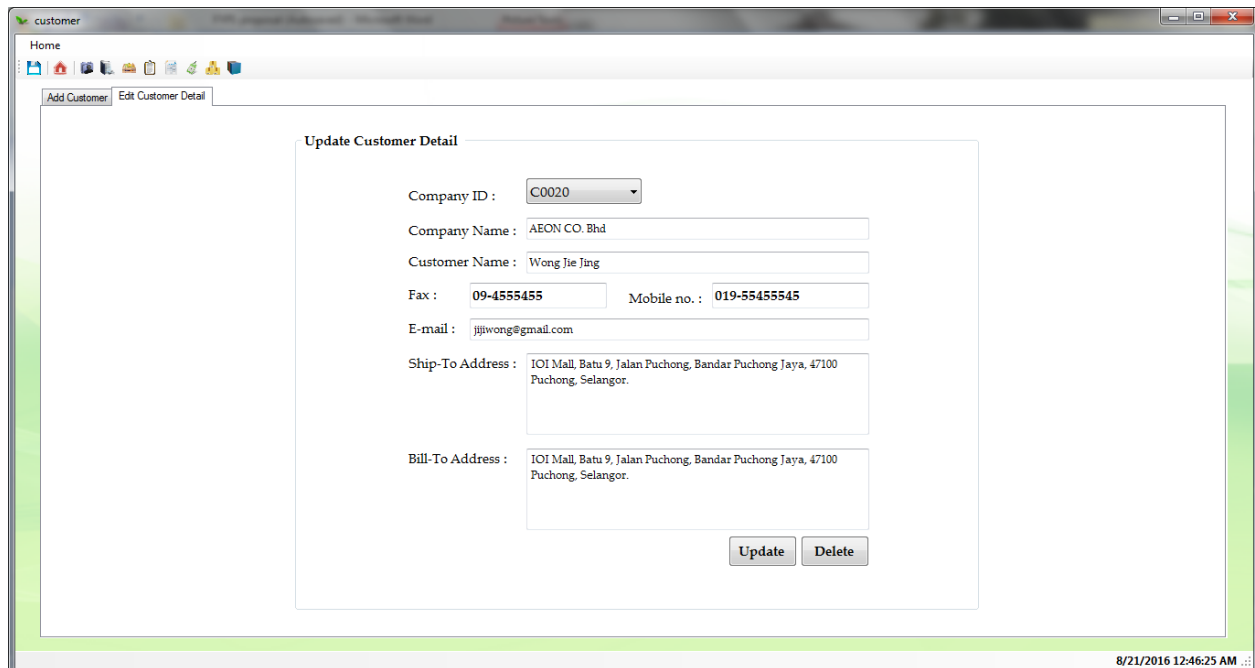 customer
Home
Add Customer Edit Customer Detail
Update Customer Detail
Company ID : C0020
Company Name : AEON CO. Bhd
Customer Name : Wong Jie Jing
Fax : 09-4555455 Mobile no. : 019-55455545
E-mail : jijiwong@gmail.com
Ship-To Address : IOI Mall, Batu 9, Jalan Puchong, Bandar Puchong Jaya, 47100
Puchong, Selangor.
Bill-To Address : IOI Mall, Batu 9, Jalan Puchong, Bandar Puchong Jaya, 47100
Puchong, Selangor.
Update Delete
8/21/2016 12:46:25 AM